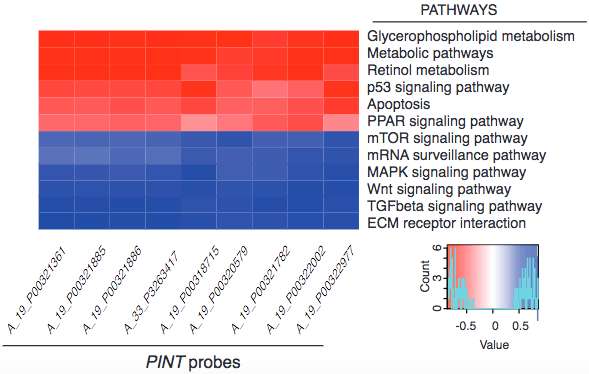 PATHWAYS
Glycerophospholipid metabolism
Metabolic pathways
Retinol metabolism
p53 signaling pathway
Apoptosis
PPAR signaling pathway
mTOR signaling pathway
mRNA surveillance pathway
MAPK signaling pathway
Wnt signaling pathway
TGFbeta signaling pathway
ECM receptor interaction
A_19_P00321361
A_19_P00321885
A_19_P00321886
A_33_P3263417
A_19_P00318715
A_19_P00320579
A_19_P00321782
A_19_P00322002
A_19_P00322977
PINT probes
Count
6
3
0
-0.5 0 0.5
Value